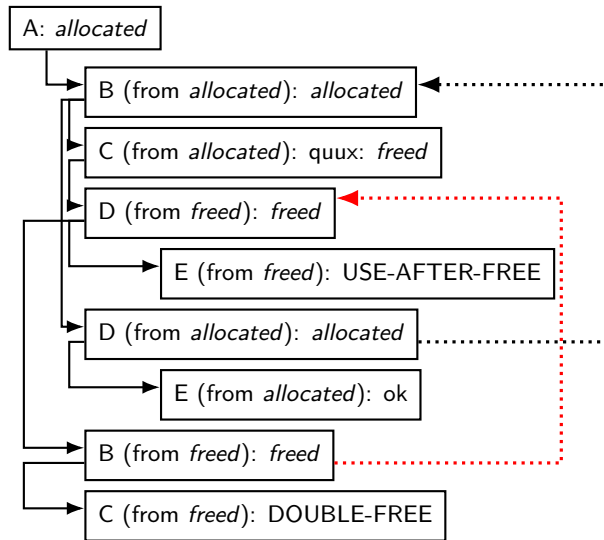 A: allocated
B (from allocated): allocated
C (from allocated): quux: freed
D (from freed): freed
E (from freed): USE-AFTER-FREE
D (from allocated): allocated
E (from allocated): ok
B (from freed): freed
C (from freed): DOUBLE-FREE